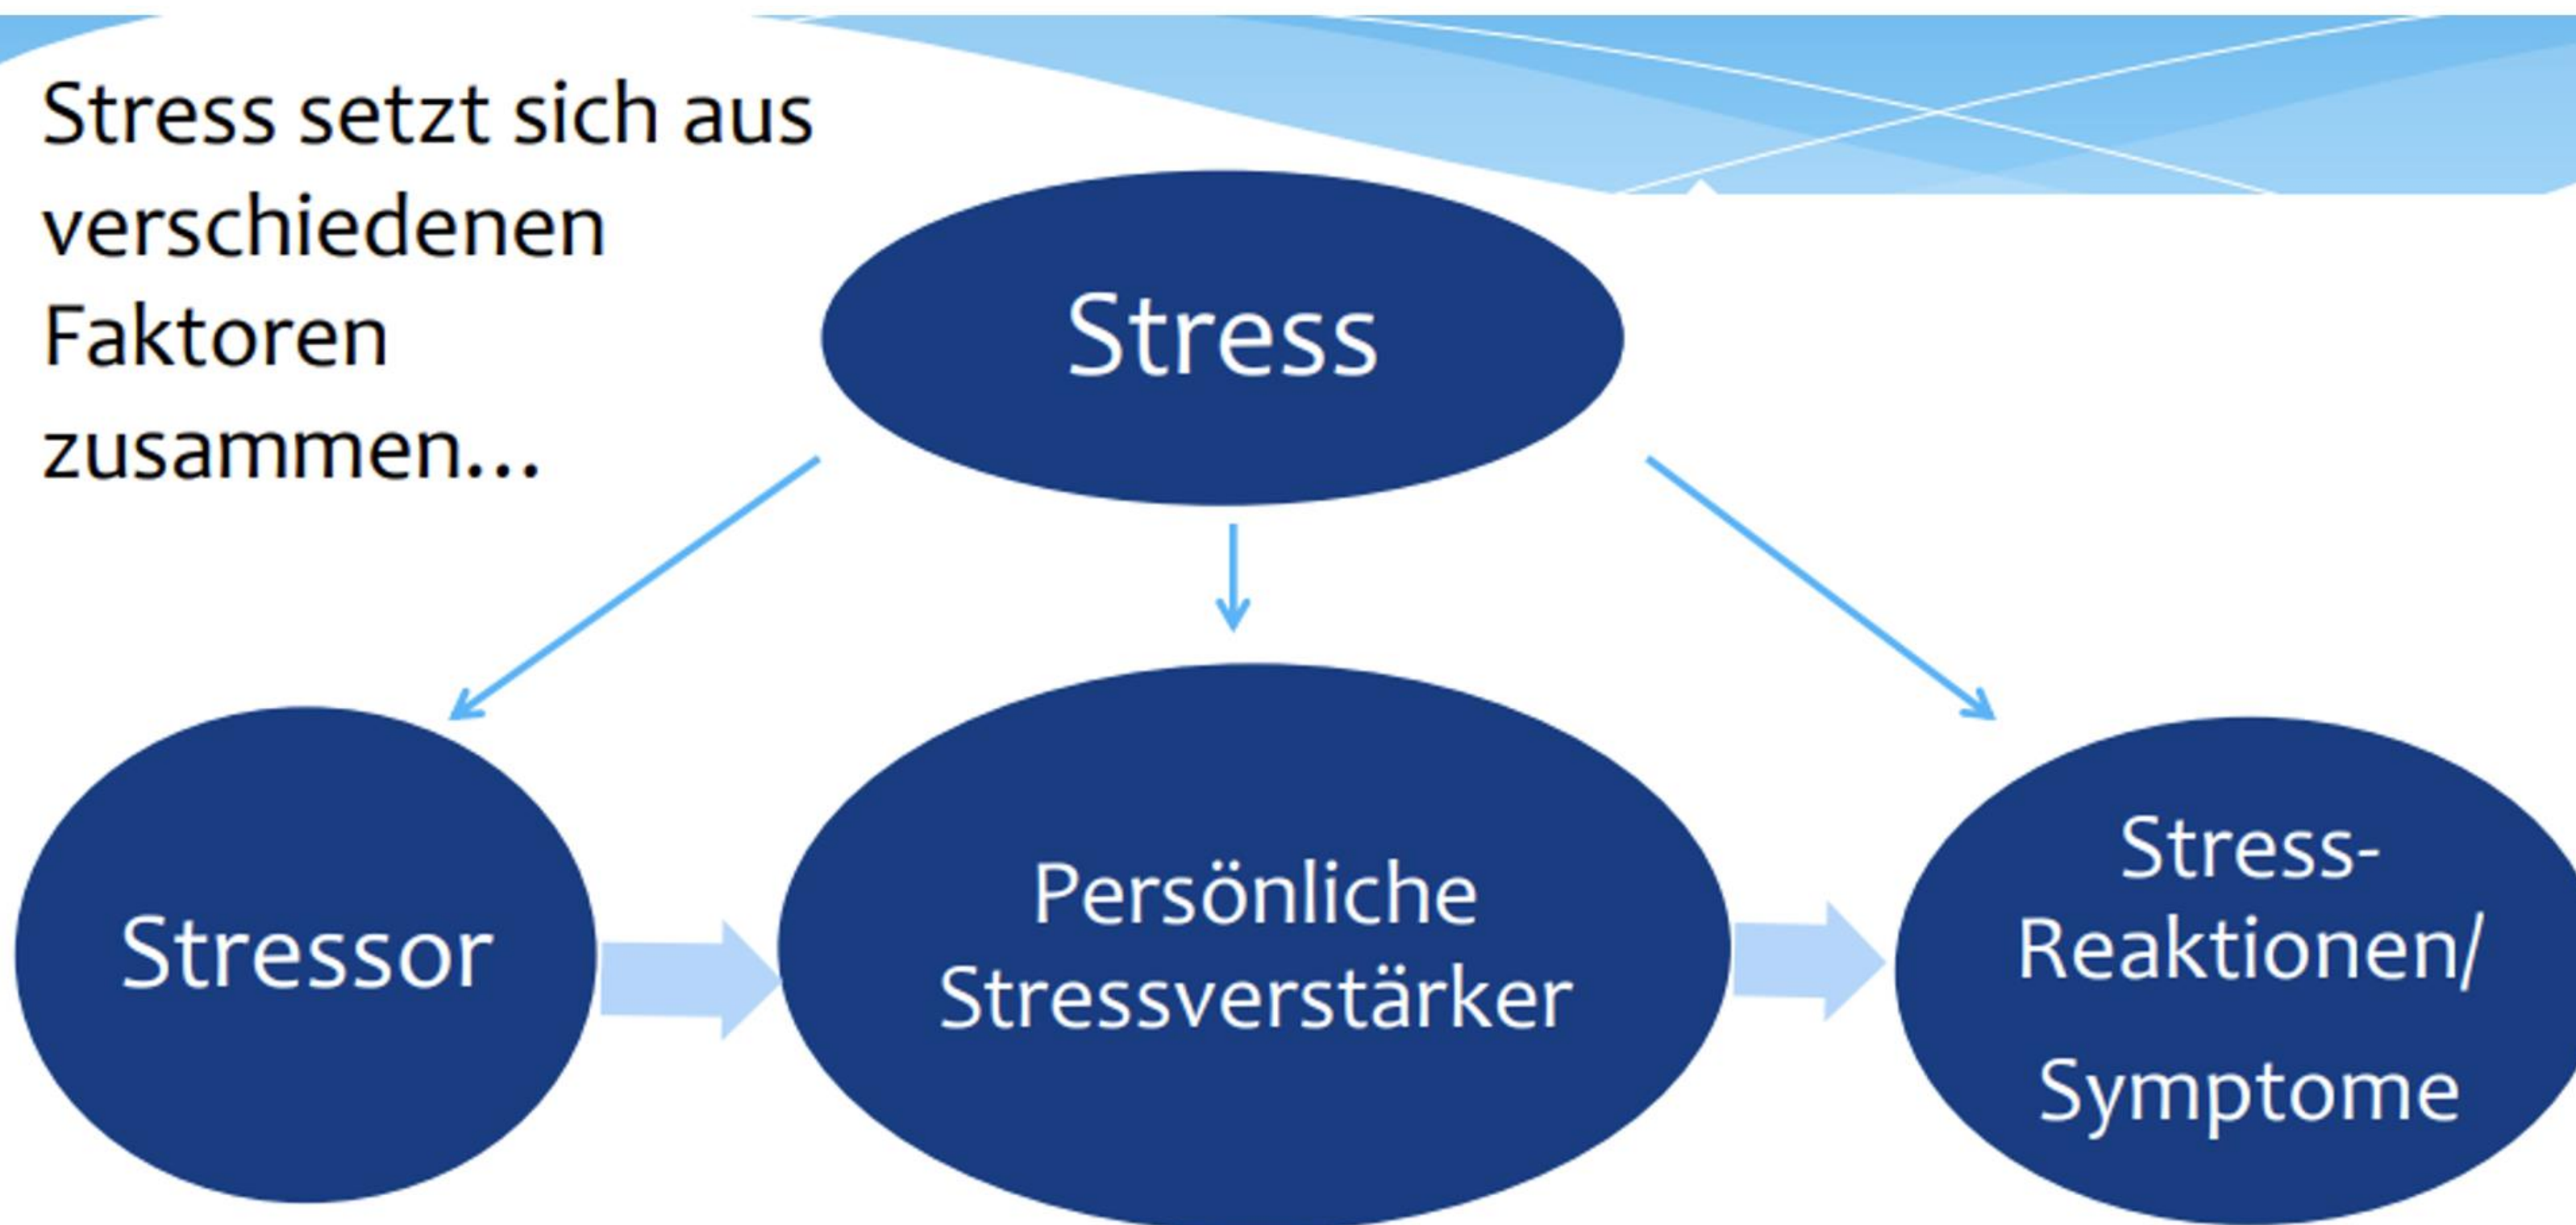 Stress setzt sich aus
verschiedenen
Faktoren
zusammen...
Stress
Stressor
Persönliche
Stressverstärker
Stress-
Reaktionen/
Symptome